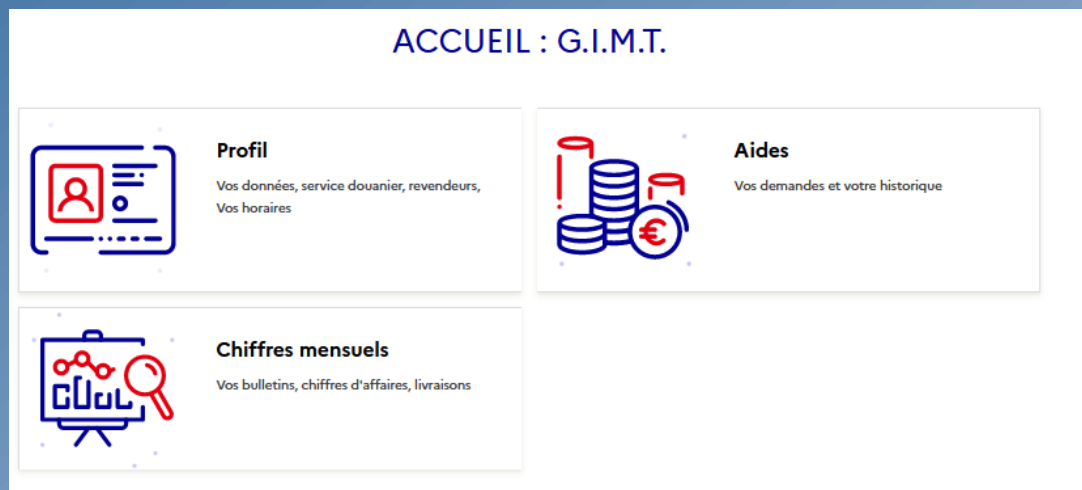 ACCUEIL : G.I.M.T.
Profil
Vos données, service douanier, revendeurs,
Vos horaires
Aides
Vos demandes et votre historique
Chiffres mensuels
Vos bulletins, chiffres d'affaires, livraisons